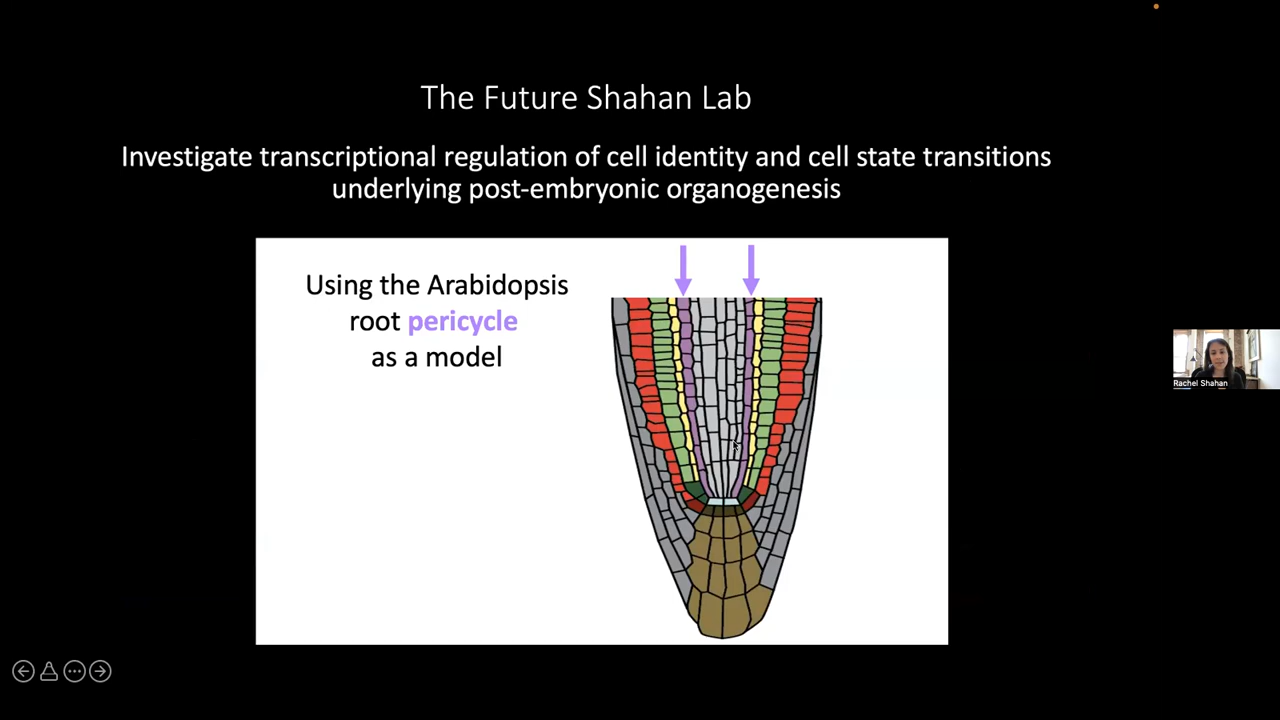 The Future Shahan Lab
Investigate transcriptional regulation of cell identity and cell state transitions
underlying post-embryonic organogenesis
Using the Arabidopsis
root pericycle
as a model
Rachel Shahan